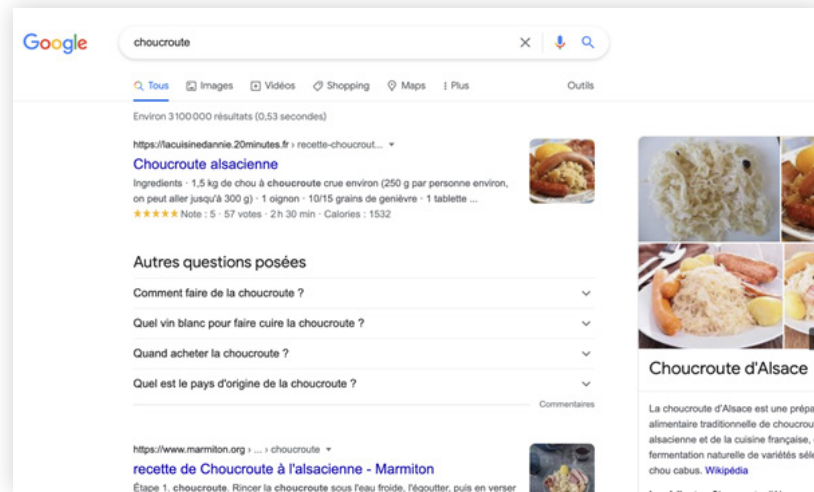 Google
choucroute
Tous Images Vidéos Shopping Maps Plus Outils
Environ 3 100 000 résultats (0,53 secondes)
https://lacuisinedannie.20minutes.fr › recette-choucrout...
Choucroute alsacienne
Ingredients · 1,5 kg de chou à choucroute crue environ (250 g par personne environ,
on peut aller jusqu'à 300 g) · 1 oignon · 10/15 grains de genièvre · 1 tablette ...
★★★★★ Note : 5 · 57 votes · 2 h 30 min · Calories : 1532
Autres questions posées
Comment faire de la choucroute ?
Quel vin blanc pour faire cuire la choucroute ?
Quand acheter la choucroute ?
Quel est le pays d'origine de la choucroute ?
Commentaires
https://www.marmiton.org › ... › choucroute
recette de Choucroute à l'alsacienne - Marmiton
Étape 1. choucroute. Rincer la choucroute sous l'eau froide, l'égoutter, puis en verser
Choucroute d'Alsace
La choucroute d'Alsace est une prépa
alimentaire traditionnelle de choucrou
alsacienne et de la cuisine française,
fermentation naturelle de variétés séle
chou cabus. Wikipédia